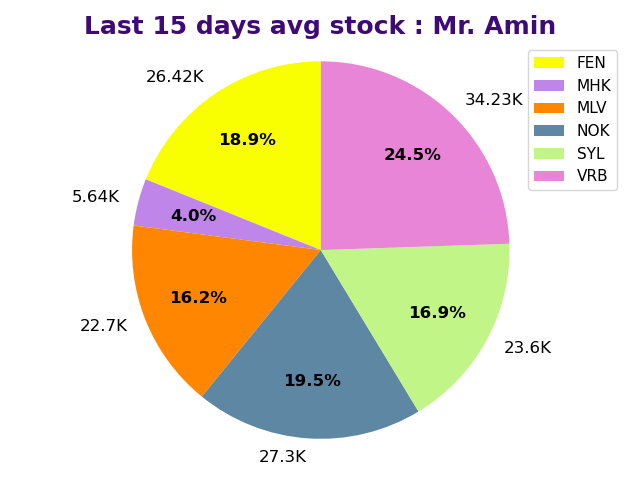 Last 15 days avg stock : Mr. Amin
26.42K
34.23K
5.64K
22.7K
27.3K
23.6K
18.9%
24.5%
4.0%
16.2%
16.9%
19.5%
FEN
MHK
MLV
NOK
SYL
VRB